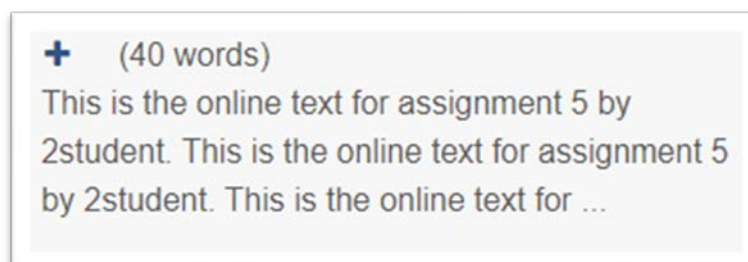 (40 words)
This is the online text for assignment 5 by
2student. This is the online text for assignment 5
by 2student. This is the online text for ...